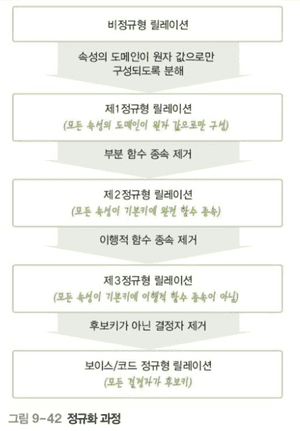 비정규형 릴레이션
속성의 도메인이 원자 값으로만
구성되도록 분해
제1정규형 릴레이션
(모든 속성의 도메인이 원자 값으로만 구성)
부분 함수 종속 제거
제2정규형 릴레이션
(모든 속성이 기본키에 완전 함수 종속)
이행적 함수 종속 제거
제3정규형 릴레이션
(모든 속성이 기본키에 이행적 함수 종속이 아님)
후보키가 아닌 결정자 제거
보이스/코드 정규형 릴레이션
(모든 결정자가 후보키)
그림 9-42 정규화 과정